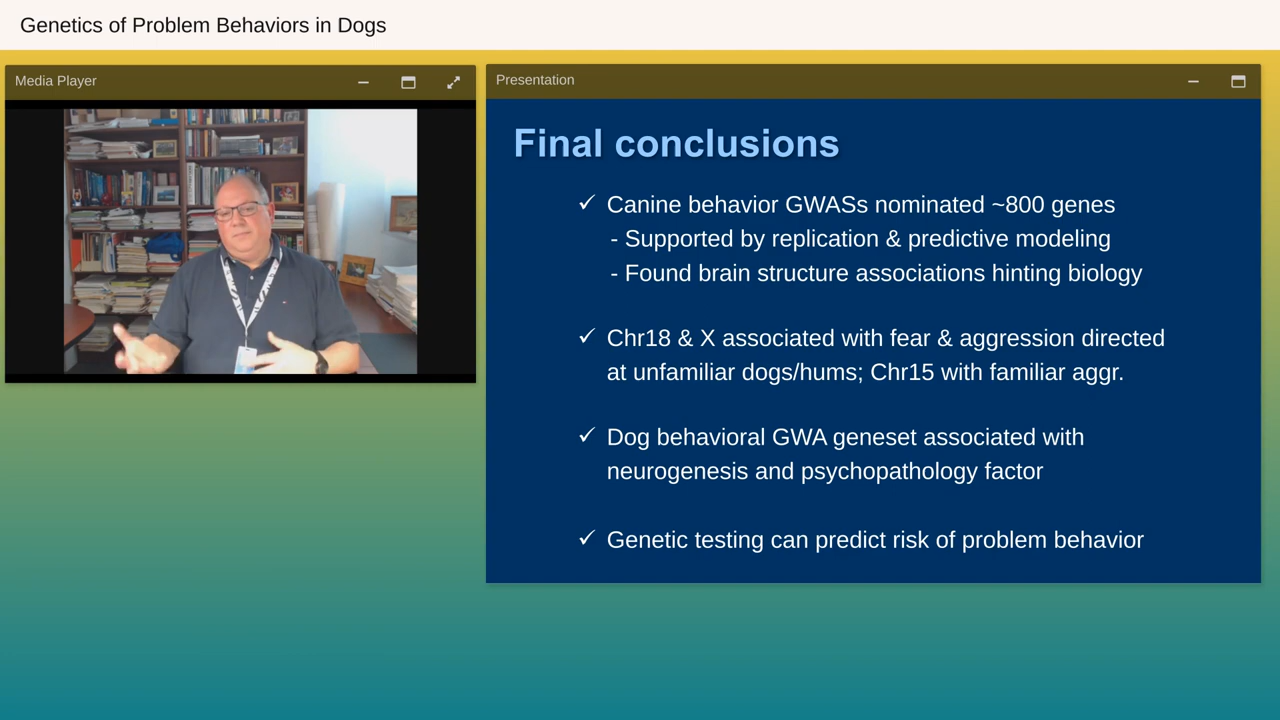 Genetics of Problem Behaviors in Dogs
Media Player
Presentation
Final conclusions
✓ Canine behavior GWASs nominated ~800 genes
- Supported by replication & predictive modeling
- Found brain structure associations hinting biology
✓ Chr18 & X associated with fear & aggression directed
at unfamiliar dogs/hums; Chr15 with familiar aggr.
✓ Dog behavioral GWA geneset associated with
neurogenesis and psychopathology factor
✓ Genetic testing can predict risk of problem behavior